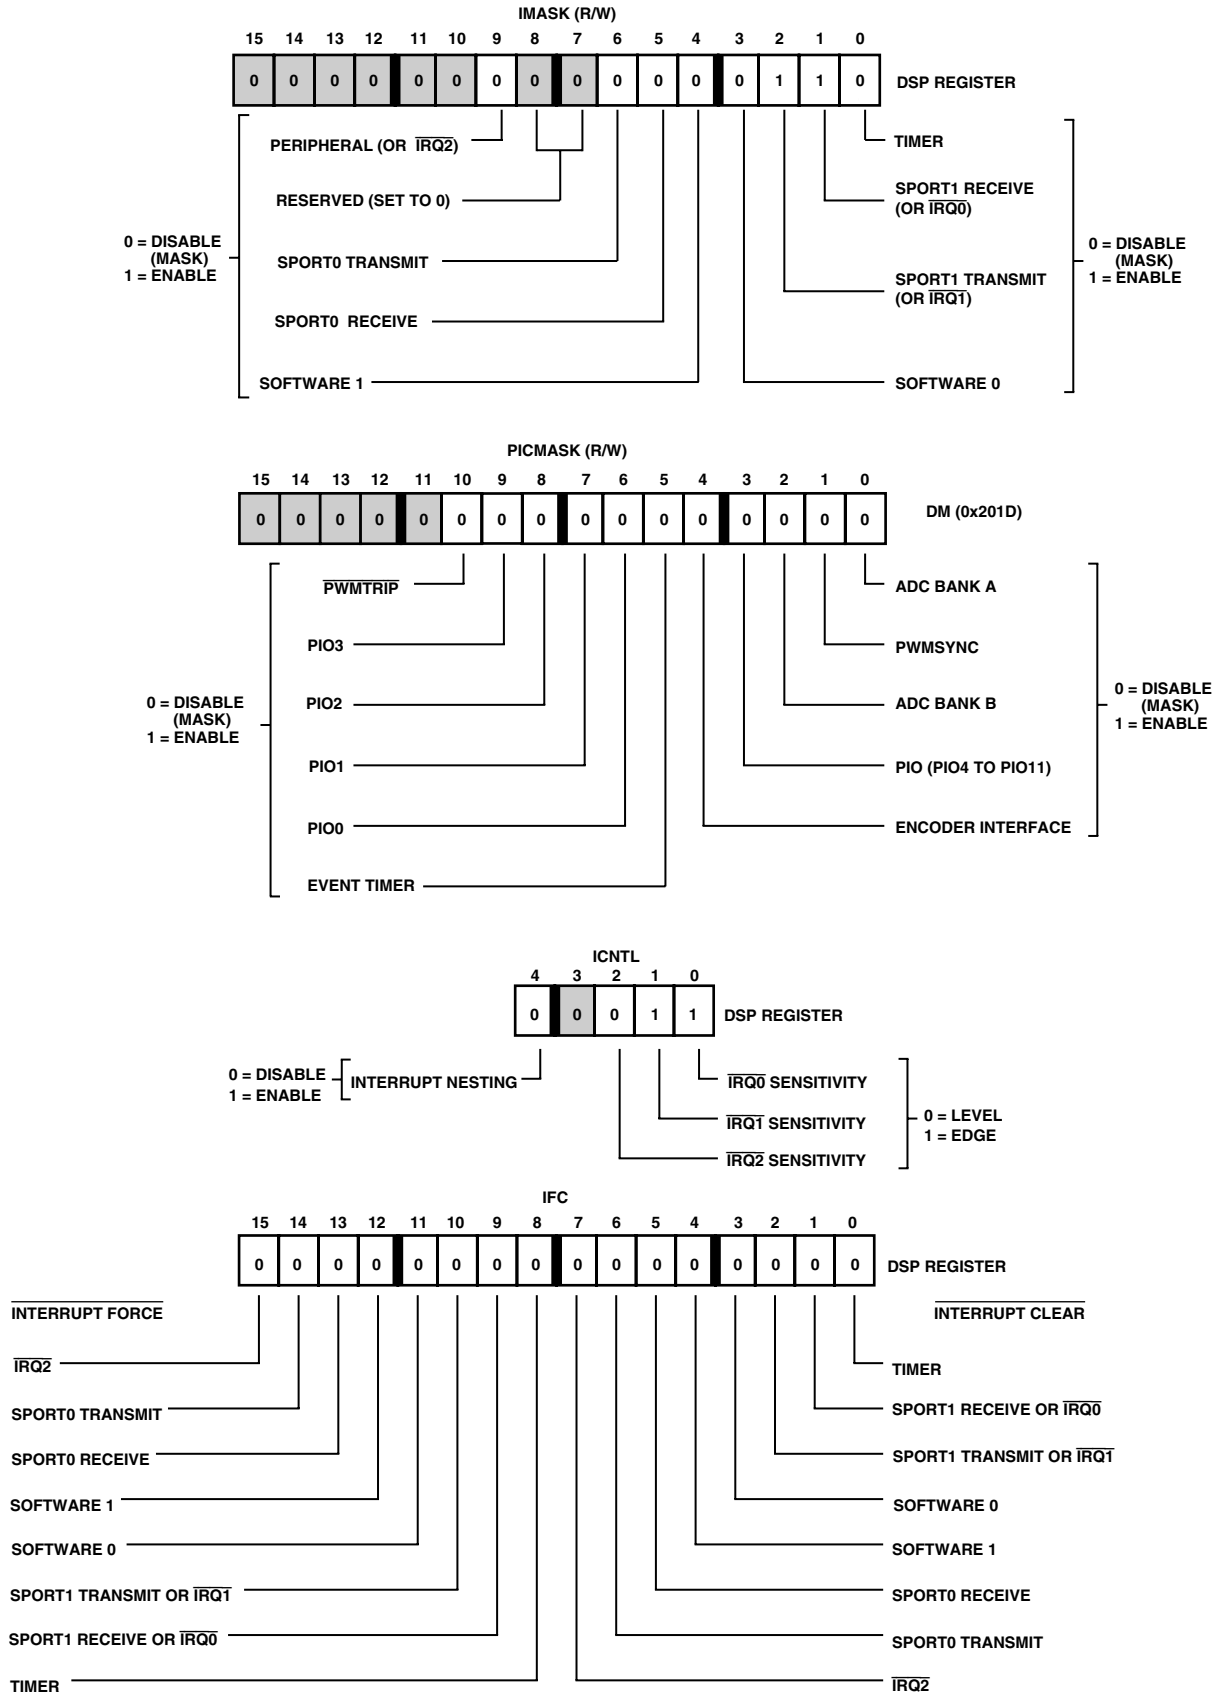 IMASK (R/W)
15 14 13 12 11 10 9 8 7 6 5 4 3 2 1 0
0 0 0 0 0 0 0 0 0 0 0 0 0 1 1 0 DSP REGISTER
PERIPHERAL (OR IRQ2)
RESERVED (SET TO 0)
SPORT0 TRANSMIT
SPORT0 RECEIVE
SOFTWARE 1
0 = DISABLE
(MASK)
1 = ENABLE
TIMER
SPORT1 RECEIVE
(OR IRQ0)
SPORT1 TRANSMIT
(OR IRQ1)
SOFTWARE 0
0 = DISABLE
(MASK)
1 = ENABLE
PICMASK (R/W)
15 14 13 12 11 10 9 8 7 6 5 4 3 2 1 0
0 0 0 0 0 0 0 0 0 0 0 0 0 0 0 0 DM (0x201D)
PWMTRIP
PIO3
PIO2
PIO1
PIO0
EVENT TIMER
0 = DISABLE
(MASK)
1 = ENABLE
ADC BANK A
PWMSYNC
ADC BANK B
PIO (PIO4 TO PIO11)
ENCODER INTERFACE
0 = DISABLE
(MASK)
1 = ENABLE
ICNTL
4 3 2 1 0
0 0 0 1 1 DSP REGISTER
0 = DISABLE
1 = ENABLE
INTERRUPT NESTING
IRQ0 SENSITIVITY
IRQ1 SENSITIVITY
IRQ2 SENSITIVITY
0 = LEVEL
1 = EDGE
IFC
15 14 13 12 11 10 9 8 7 6 5 4 3 2 1 0
0 0 0 0 0 0 0 0 0 0 0 0 0 0 0 0 DSP REGISTER
INTERRUPT FORCE
IRQ2
SPORT0 TRANSMIT
SPORT0 RECEIVE
SOFTWARE 1
SOFTWARE 0
SPORT1 TRANSMIT OR IRQ1
SPORT1 RECEIVE OR IRQ0
TIMER
INTERRUPT CLEAR
TIMER
SPORT1 RECEIVE OR IRQ0
SPORT1 TRANSMIT OR IRQ1
SOFTWARE 0
SOFTWARE 1
SPORT0 RECEIVE
SPORT0 TRANSMIT
IRQ2